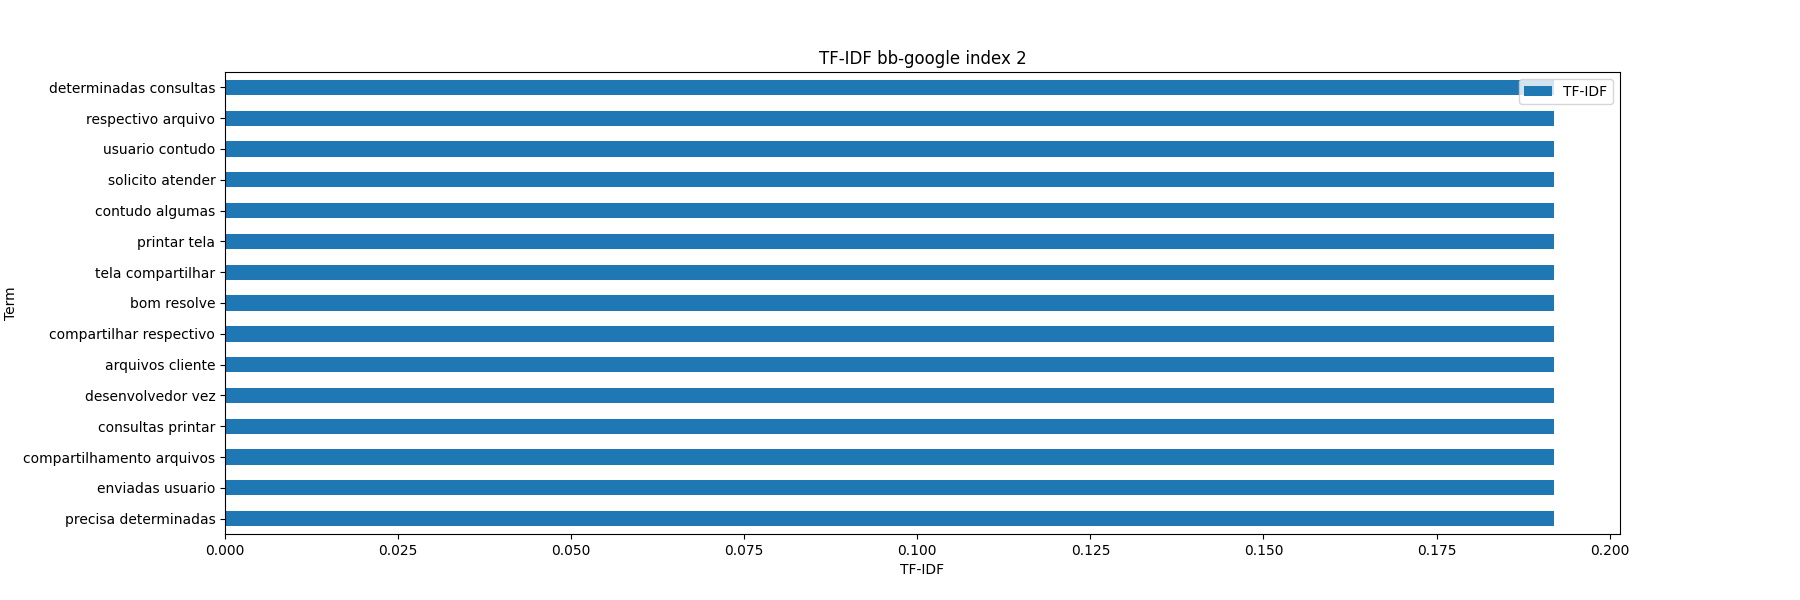 TF-IDF bb-google index 2
determinadas consultas
respectivo arquivo
usuario contudo
solicito atender
contudo algumas
printar tela
tela compartilhar
bom resolve
compartilhar respectivo
arquivos cliente
desenvolvedor vez
consultas printar
compartilhamento arquivos
enviadas usuario
precisa determinadas
Term
TF-IDF
0.000 0.025 0.050 0.075 0.100 0.125 0.150 0.175 0.200
TF-IDF